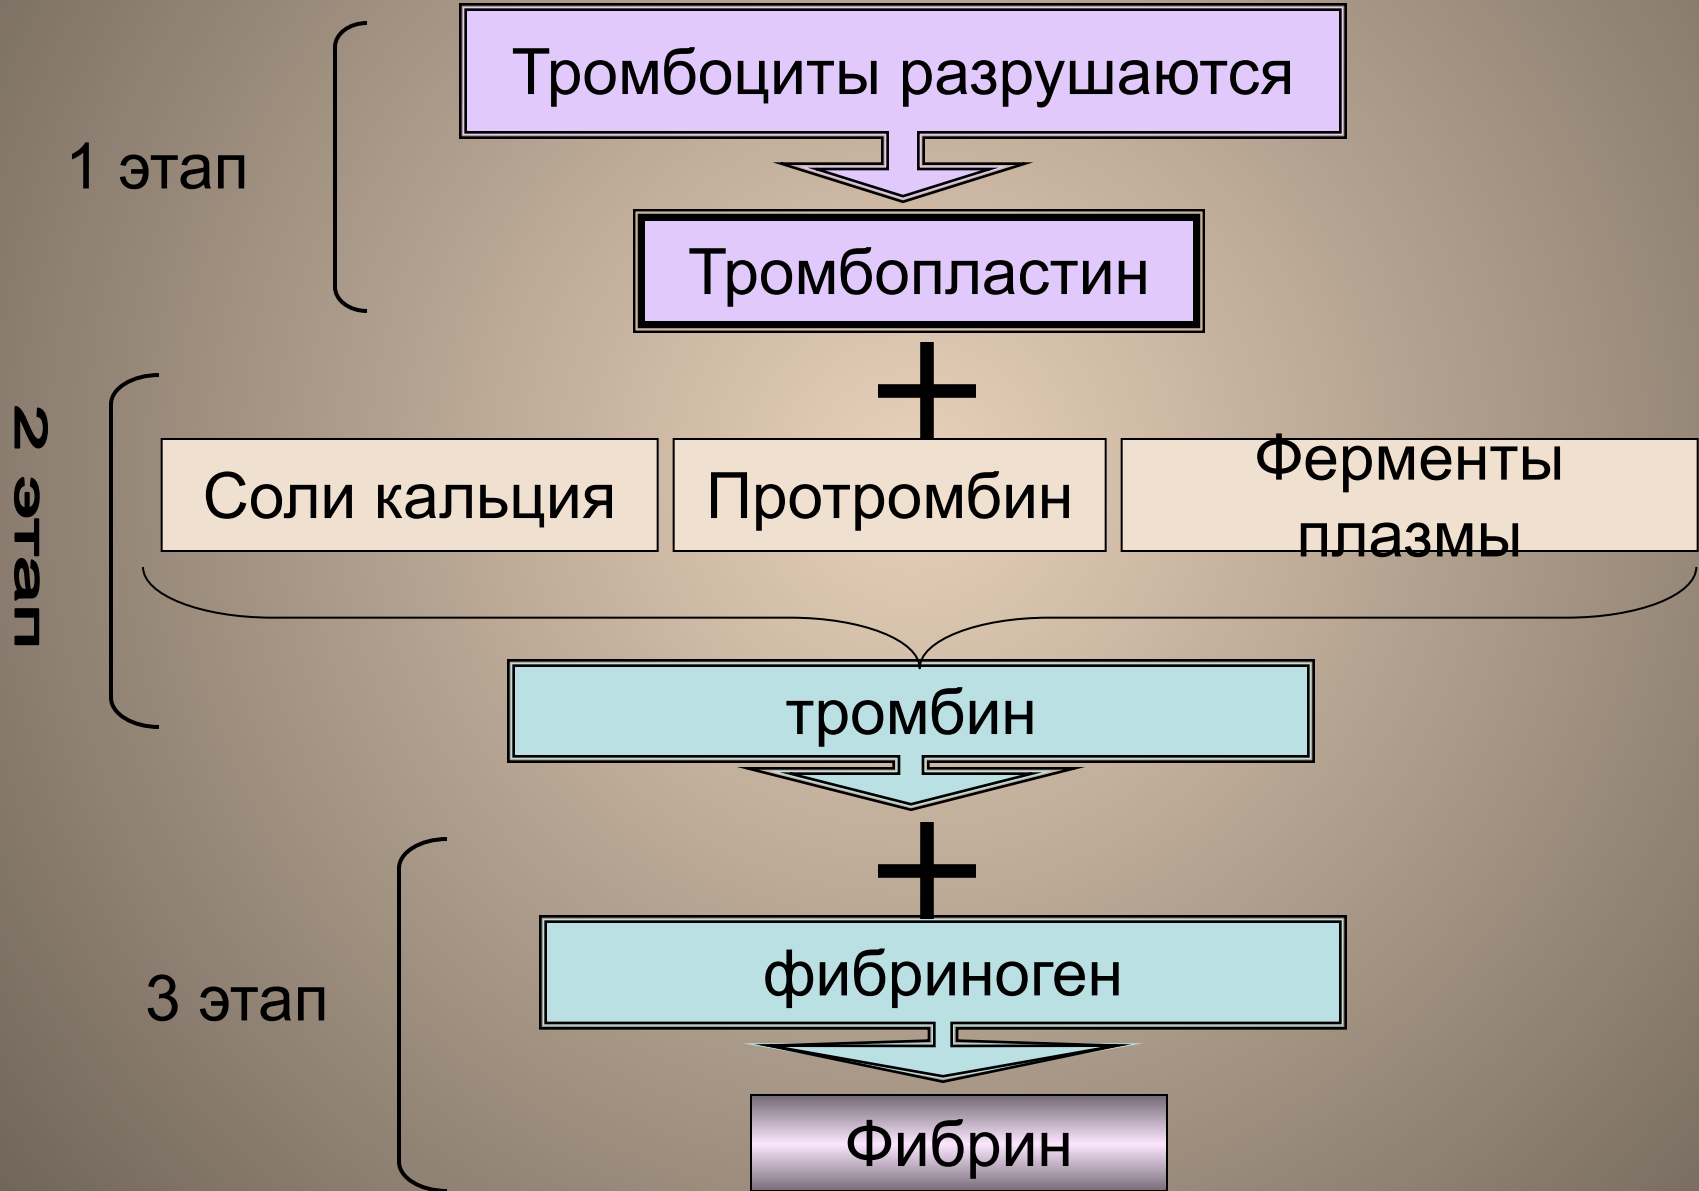 Тромбоциты разрушаются
1 этап
Тромбопластин
+
2 этап
Соли кальция
Протромбин
Ферменты
плазмы
тромбин
+
фибриноген
3 этап
Фибрин